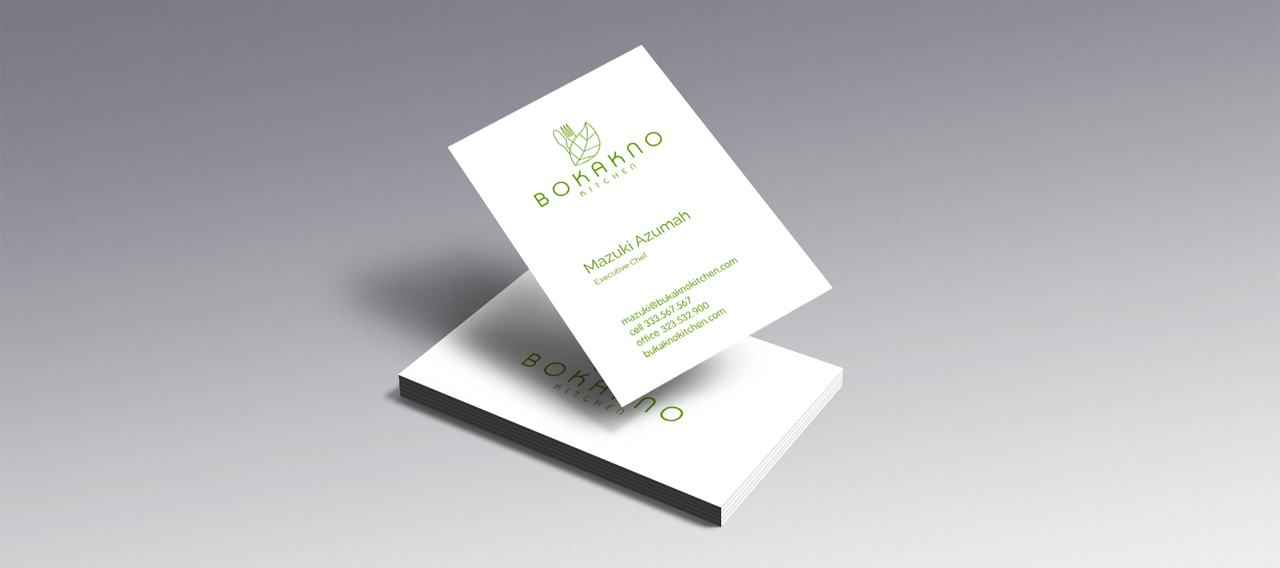 BOKAKNO
KITCHEN
Mazuki Azumah
Executive Chef
mazuki@bukaknokitchen.com
cell 333.567.567
office 323.532.900
bukaknokitchen.com
BOKAKNO
KITCHEN